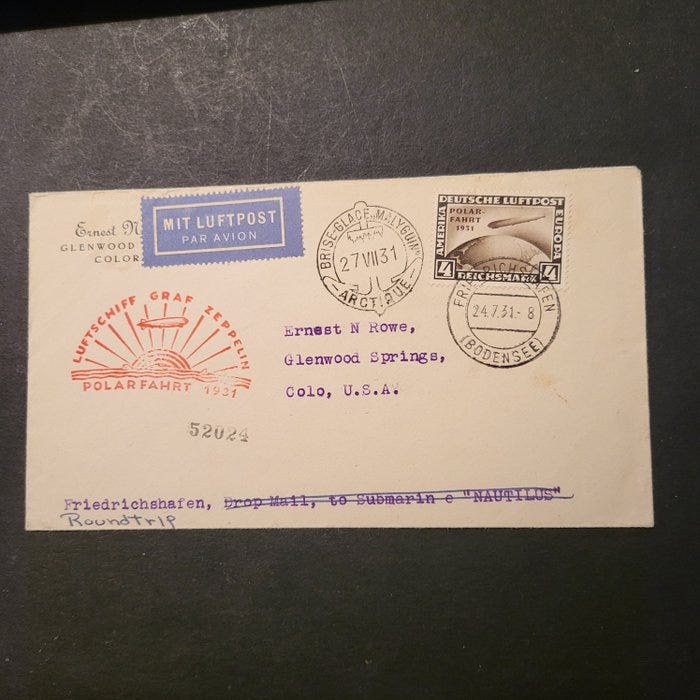 Ernest N
GLENWOOD
COLOR
MIT LUFTPOST
PAR AVION
BRISE-GLACE „MALYGUIN"
27 VII 31
ARCTIQUE
DEUTSCHE LUFTPOST
AMERIKA
EUROPA
POLAR-
FAHRT
1931
4 REICHSMARK 4
FRIEDRICHSHAFEN
24.7.31.- 8
(BODENSEE)
LUFTSCHIFF GRAF ZEPPELIN
POLARFAHRT 1931
Ernest N Rowe,
Glenwood Springs,
Colo, U.S.A.
52024
Friedrichshafen, Drop Mail, to Submarin e "NAUTILUS"
Roundtrip